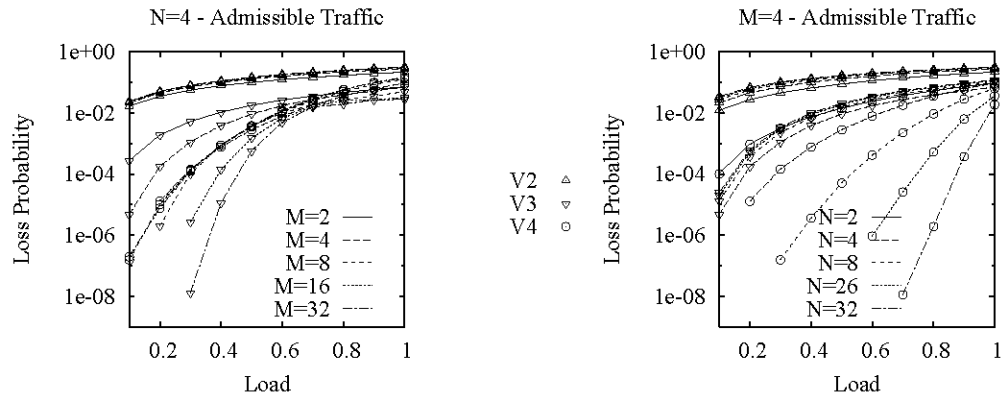 N=4 - Admissible Traffic
Loss Probability
1e+00
1e-02
1e-04
1e-06
1e-08
M=2
M=4
M=8
M=16
M=32
0.2 0.4 0.6 0.8 1
Load
V2
V3
V4
M=4 - Admissible Traffic
Loss Probability
1e+00
1e-02
1e-04
1e-06
1e-08
N=2
N=4
N=8
N=26
N=32
0.2 0.4 0.6 0.8 1
Load